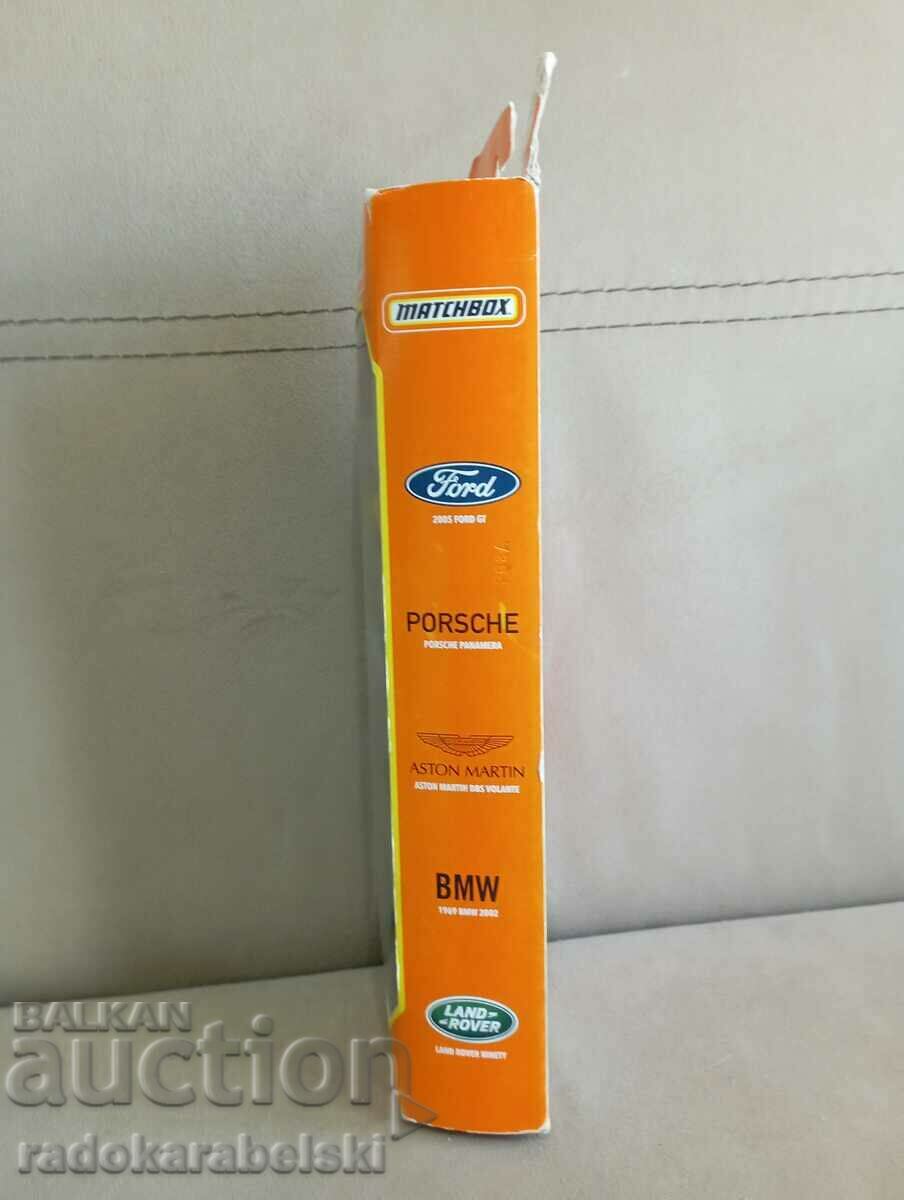 MATCHBOX
Ford
2005 FORD GT
PORSCHE
PORSCHE PANAMERA
ASTON MARTIN
ASTON MARTIN DBS VOLANTE
BMW
1969 BMW 2002
LAND
ROVER
LAND ROVER NINETY
BALKAN
auction
radokarabelski